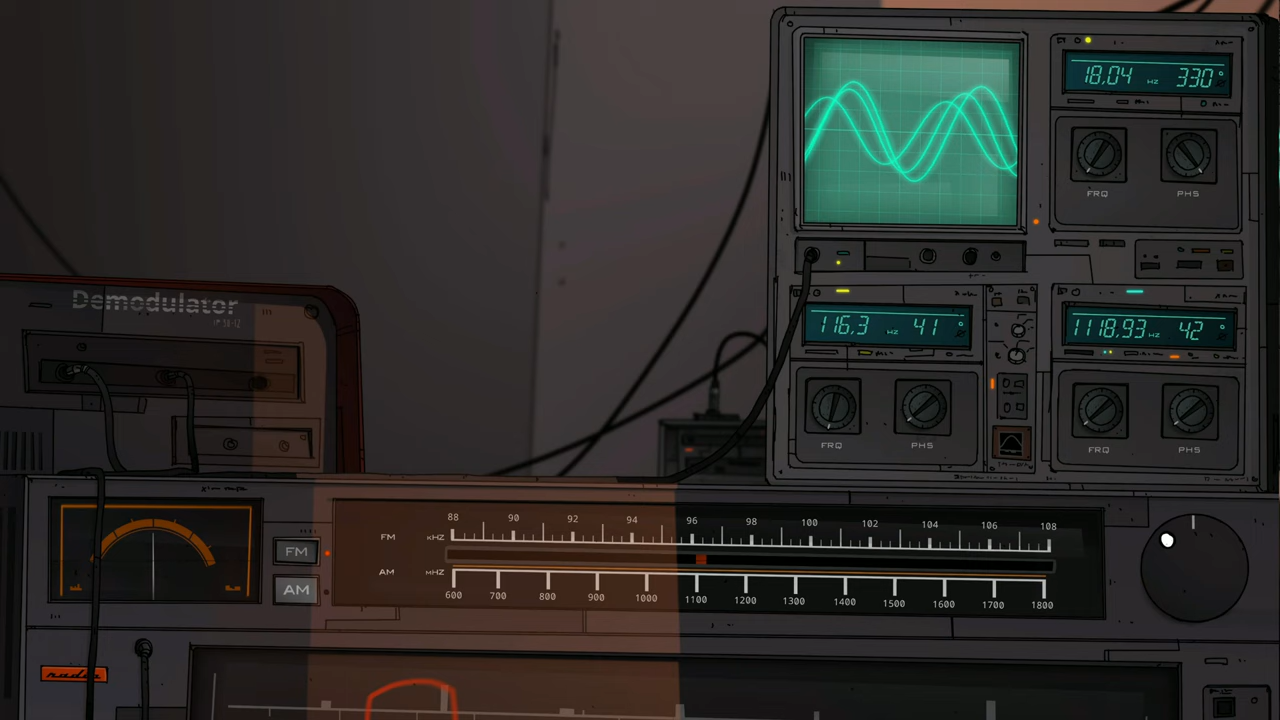 18.04 HZ 330°
FRQ PHS
Demodulator
116.3 HZ 41°
1118.93 HZ 42°
FRQ PHS
FRQ PHS
FM
AM
FM KHZ 88 90 92 94 96 98 100 102 104 106 108
AM MHZ 600 700 800 900 1000 1100 1200 1300 1400 1500 1600 1700 1800
radio